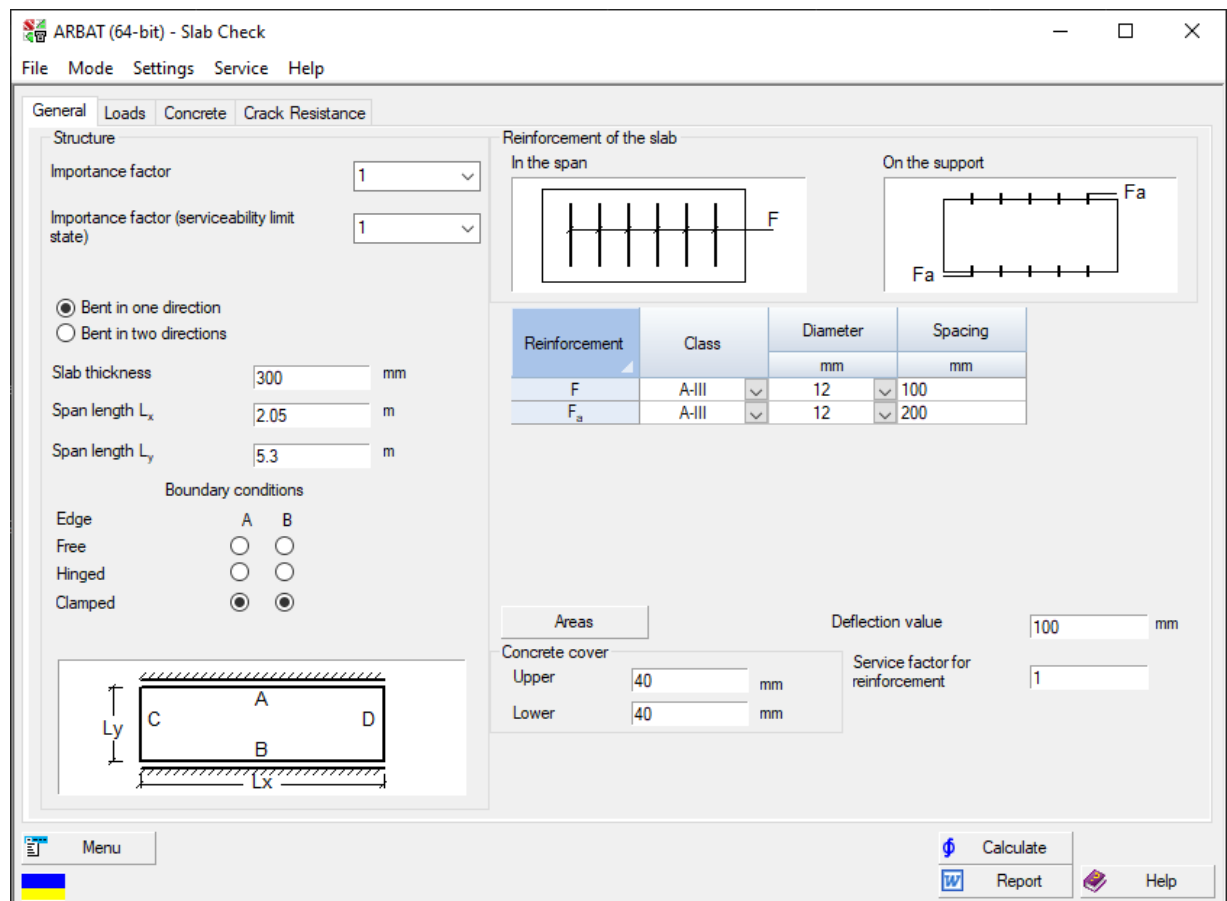 ARBAT (64-bit) - Slab Check
File Mode Settings Service Help
General Loads Concrete Crack Resistance
Structure
Importance factor 1
Importance factor (serviceability limit
state) 1
Bent in one direction
Bent in two directions
Slab thickness 300 mm
Span length Lx 2.05 m
Span length Ly 5.3 m
Boundary conditions
Edge A B
Free
Hinged
Clamped
A
Ly C D
B
Lx
Reinforcement of the slab
In the span On the support
F
Fa
Fa
Reinforcement Class Diameter Spacing
mm mm
F A-III 12 100
Fa A-III 12 200
Areas Deflection value 100 mm
Concrete cover
Upper 40 mm
Lower 40 mm
Service factor for
reinforcement 1
Menu Calculate
W Report Help